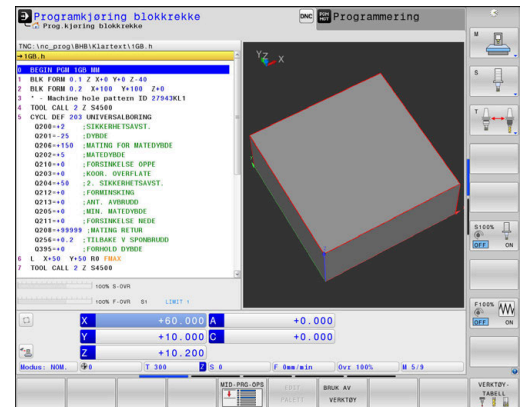 Programkjøring blokkrekke
Prog.kjøring blokkrekke
DNC
Programmering
TNC:\nc_prog\BHB\Klartext\1GB.h
→1GB.h
0 BEGIN PGM 1GB MM
1 BLK FORM 0.1 Z X+0 Y+0 Z-40
2 BLK FORM 0.2 X+100 Y+100 Z+0
3 * - Machine hole pattern ID 27943KL1
4 TOOL CALL 2 Z S4500
5 CYCL DEF 203 UNIVERSALBORING
Q200=+2 ;SIKKERHETSAVST.
Q201=-25 ;DYBDE
Q206=+150 ;MATING FOR MATEDYBDE
Q202=+5 ;MATEDYBDE
Q210=+0 ;FORSINKELSE OPPE
Q203=+0 ;KOOR. OVERFLATE
Q204=+50 ;2. SIKKERHETSAVST.
Q212=+0 ;FORMINSKING
Q213=+0 ;ANT. AVBRUDD
Q205=+0 ;MIN. MATEDYBDE
Q211=+0 ;FORSINKELSE NEDE
Q208=+99999 ;MATING RETUR
Q256=+0.2 ;TILBAKE V SPONBRUDD
Q395=+0 ;FORHOLD DYBDE
6 L X+50 Y+50 R0 FMAX
7 TOOL CALL 2 Z S4500
Y Z X
M
S
T
S100%
OFF ON
F100%
OFF ON
100% S-OVR
100% F-OVR S1 LIMIT 1
X +60.000 A +0.000
Y +10.000 C +0.000
Z +10.200
Modus: NOM. 0 T 300 Z S 0 F 0mm/min Ovr 100% M 5/9
MID-PRG-OPS
BRUK AV VERKTØY
VERKTØY-TABELL